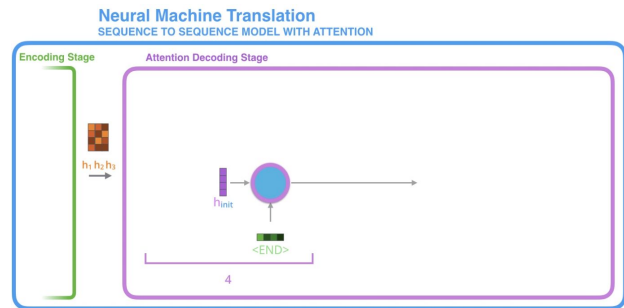 Neural Machine Translation
SEQUENCE TO SEQUENCE MODEL WITH ATTENTION
Encoding Stage
Attention Decoding Stage
h₁ h₂ h₃
hinit
<END>
4